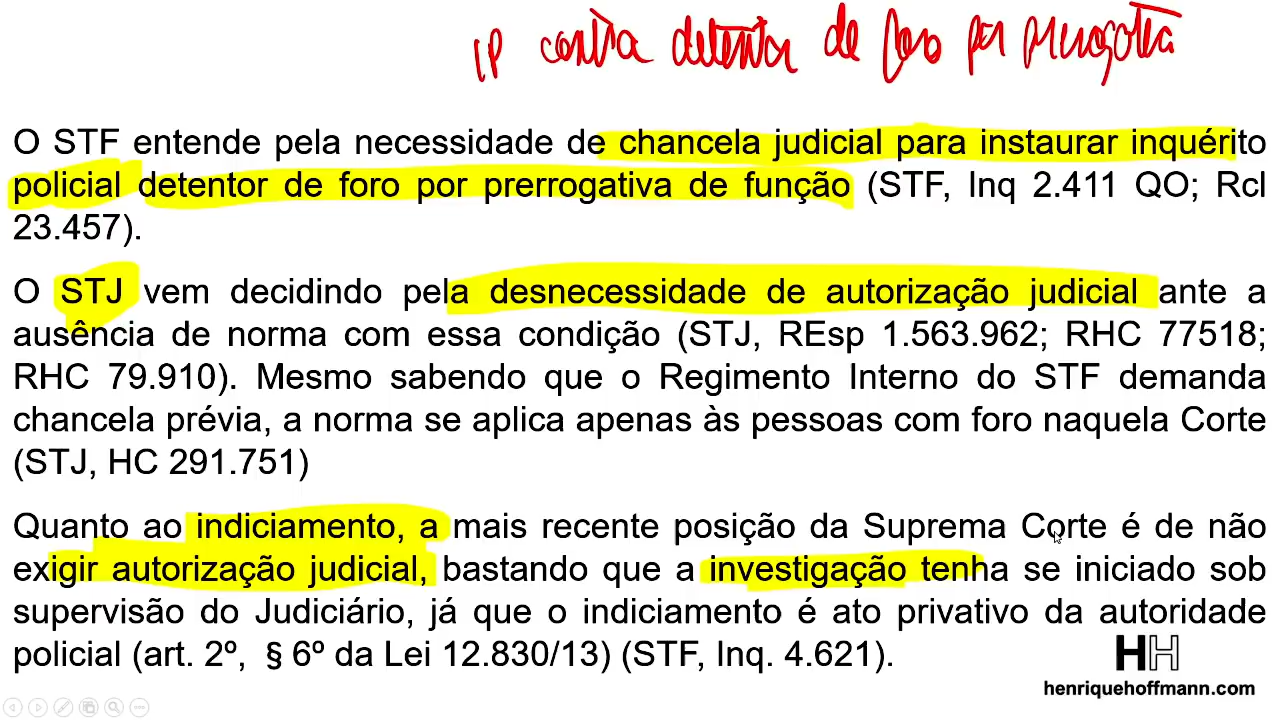 IP contra detentor de foro por prerrogativa
O STF entende pela necessidade de chancela judicial para instaurar inquérito
policial detentor de foro por prerrogativa de função (STF, Inq 2.411 QO; Rcl
23.457).
O STJ vem decidindo pela desnecessidade de autorização judicial ante a
ausência de norma com essa condição (STJ, REsp 1.563.962; RHC 77518;
RHC 79.910). Mesmo sabendo que o Regimento Interno do STF demanda
chancela prévia, a norma se aplica apenas às pessoas com foro naquela Corte
(STJ, HC 291.751)
Quanto ao indiciamento, a mais recente posição da Suprema Corte é de não
exigir autorização judicial, bastando que a investigação tenha se iniciado sob
supervisão do Judiciário, já que o indiciamento é ato privativo da autoridade
policial (art. 2º, § 6º da Lei 12.830/13) (STF, Inq. 4.621).
HH
henriquehoffmann.com